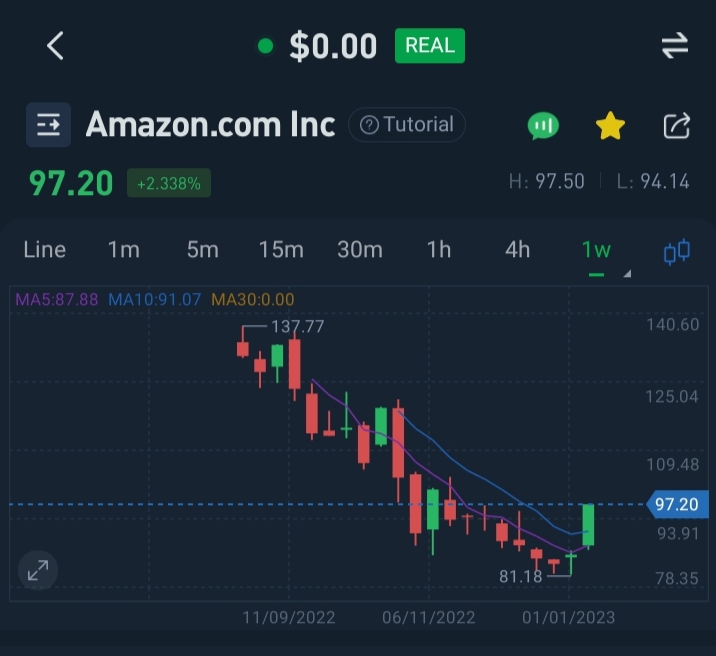 $0.00 REAL
Amazon.com Inc Tutorial
97.20 +2.338% H: 97.50 L: 94.14
Line 1m 5m 15m 30m 1h 4h 1w
MA5:87.88 MA10:91.07 MA30:0.00
137.77
140.60
125.04
109.48
97.20
93.91
81.18
78.35
11/09/2022 06/11/2022 01/01/2023